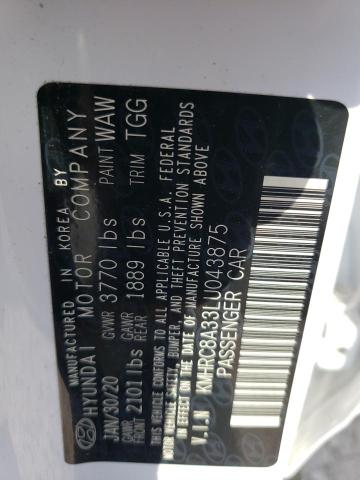 MANUFACTURED IN KOREA BY
HYUNDAI MOTOR COMPANY
JAN/30/20 GVWR 3770 lbs PAINT WAW
GAWR FRONT 2101 lbs GAWR REAR 1889 lbs TRIM TGG
THIS VEHICLE CONFORMS TO ALL APPLICABLE U.S.A. FEDERAL
MOTOR VEHICLE SAFETY, BUMPER, AND THEFT PREVENTION STANDARDS
IN EFFECT ON THE DATE OF MANUFACTURE SHOWN ABOVE
V.I.N KMHRC8A33LU043875
PASSENGER CAR